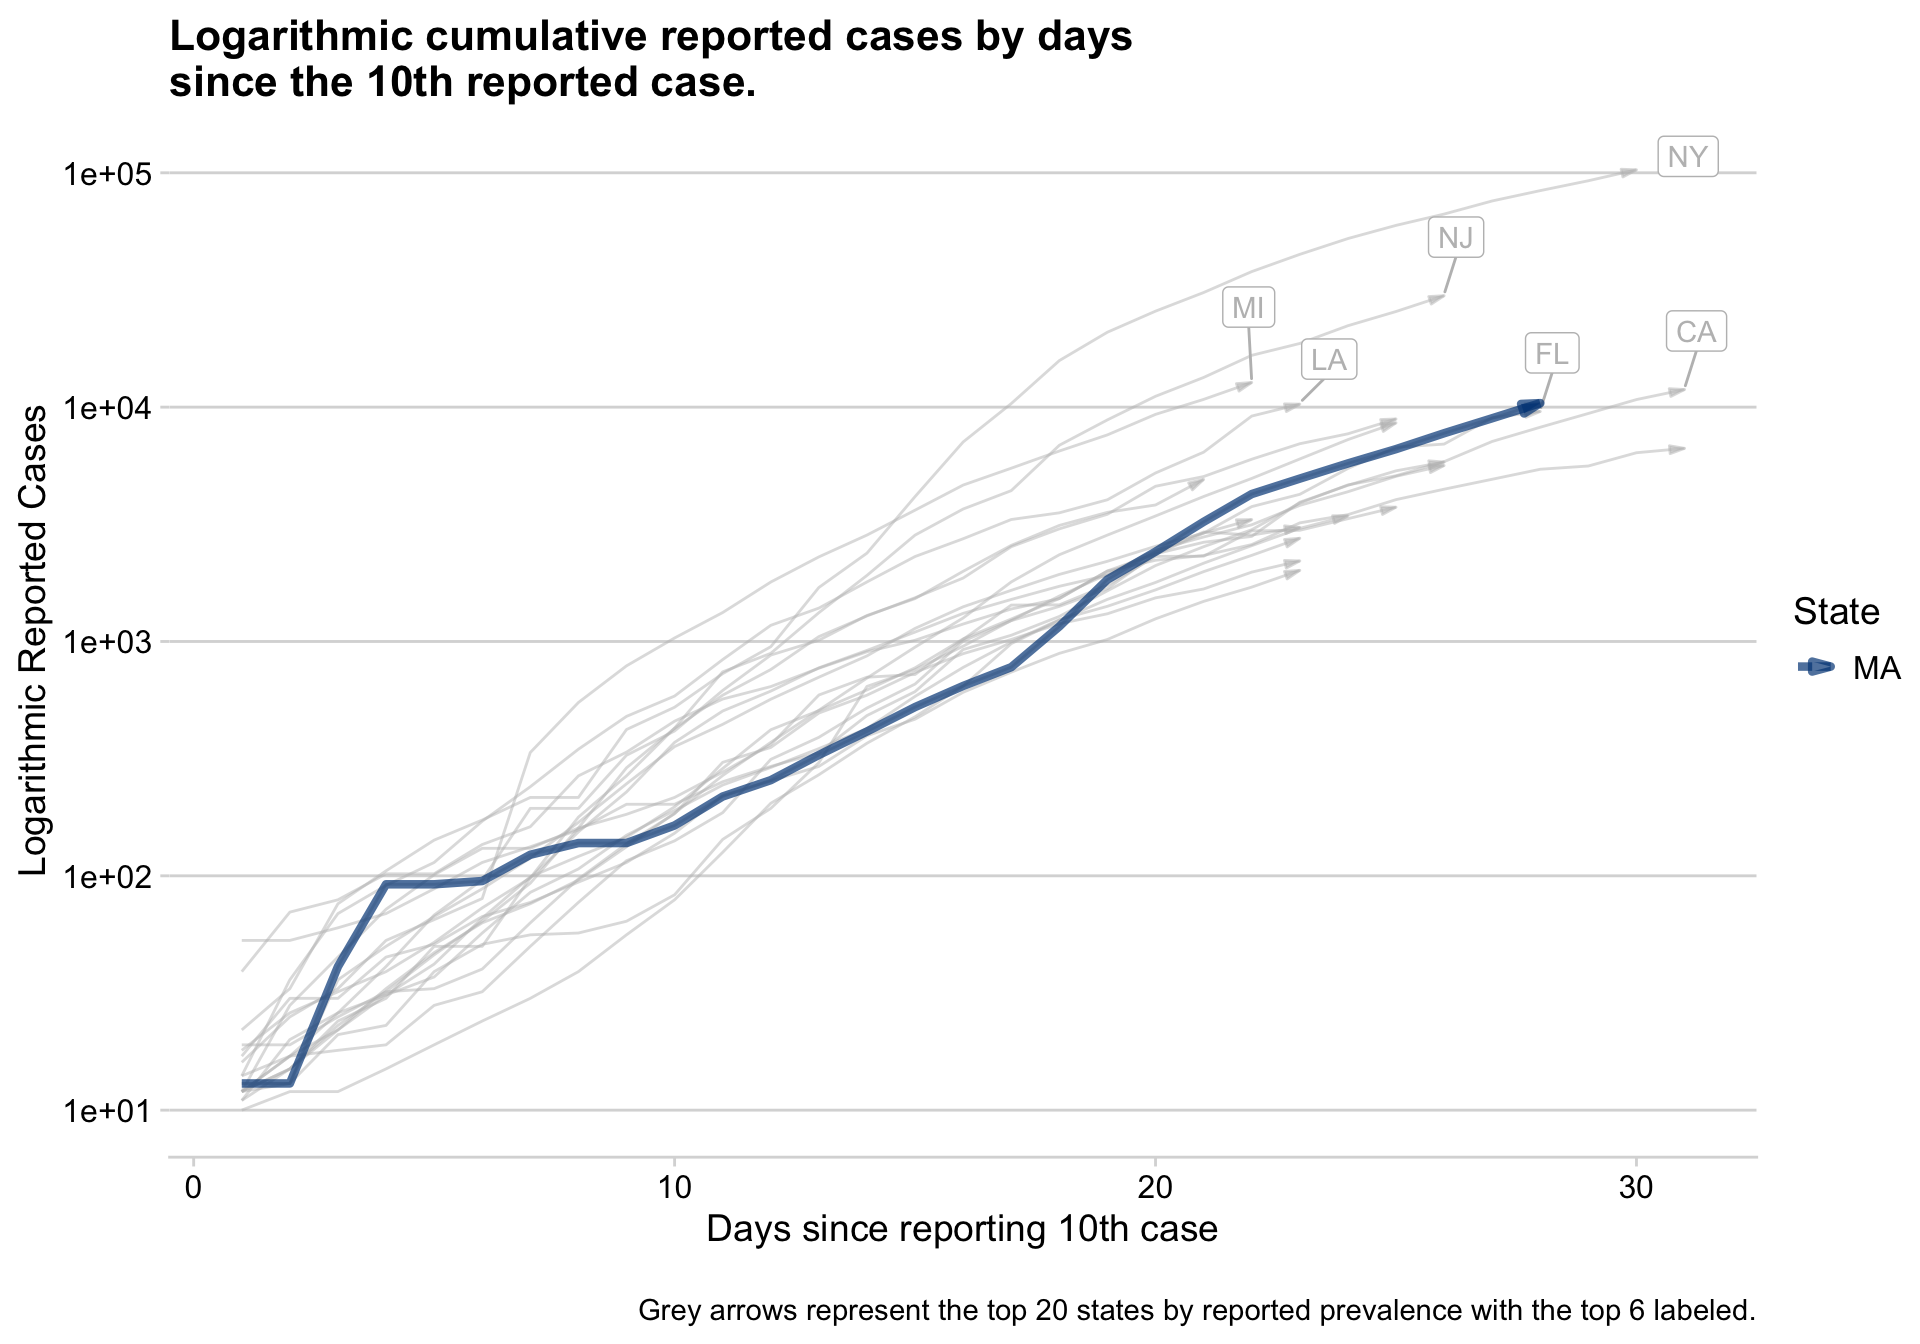 Logarithmic cumulative reported cases by days
since the 10th reported case.
1e+05
1e+04
1e+03
1e+02
1e+01
Logarithmic Reported Cases
NY
NJ
MI
LA
FL
CA
State
MA
0
10
20
30
Days since reporting 10th case
Grey arrows represent the top 20 states by reported prevalence with the top 6 labeled.